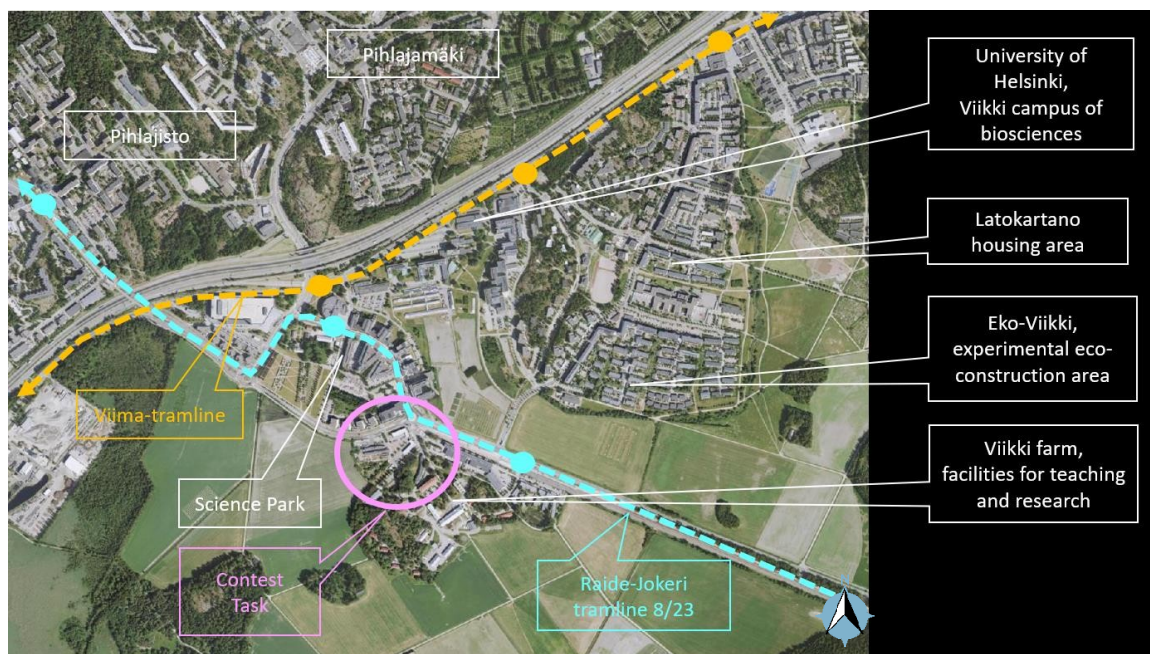 Pihlajamäki
Pihlajisto
University of
Helsinki,
Viikki campus of
biosciences
Latokartano
housing area
Eko-Viikki,
experimental eco-
construction area
Viima-tramline
Science Park
Viikki farm,
facilities for teaching
and research
Contest
Task
Raide-Jokeri
tramline 8/23